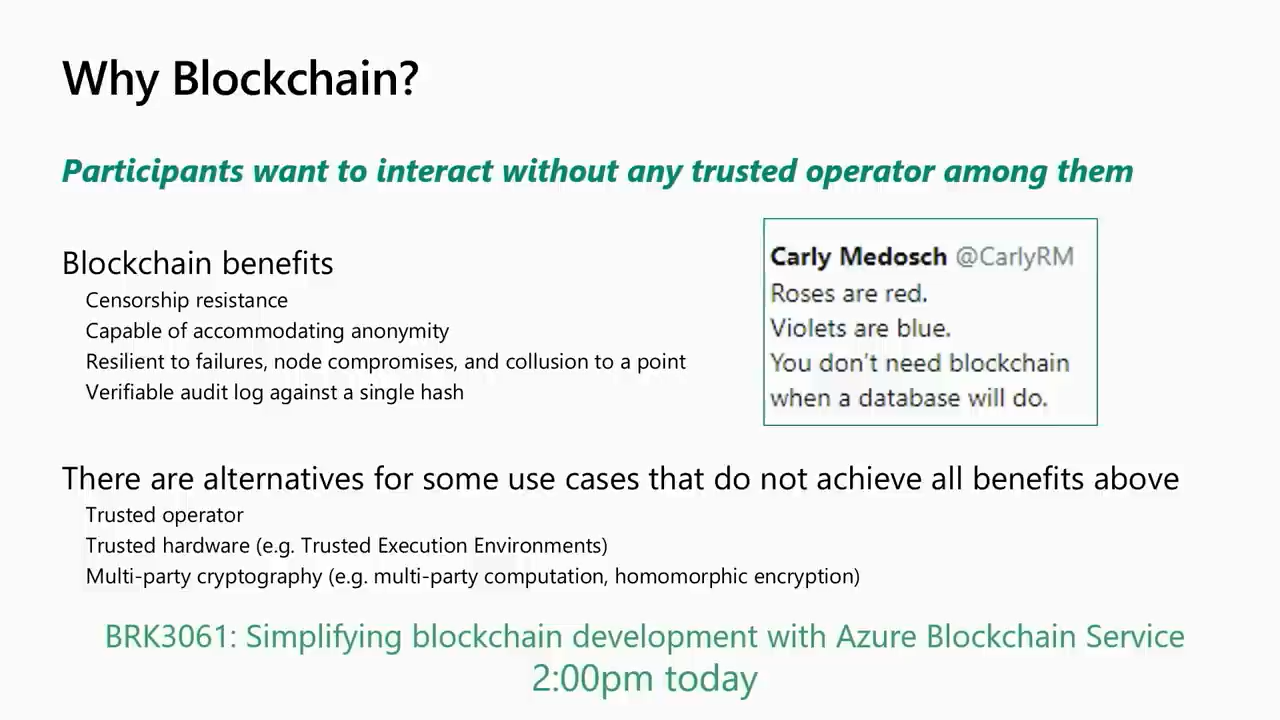 Why Blockchain?
Participants want to interact without any trusted operator among them
Blockchain benefits
Censorship resistance
Capable of accommodating anonymity
Resilient to failures, node compromises, and collusion to a point
Verifiable audit log against a single hash
Carly Medosch @CarlyRM
Roses are red.
Violets are blue.
You don't need blockchain
when a database will do.
There are alternatives for some use cases that do not achieve all benefits above
Trusted operator
Trusted hardware (e.g. Trusted Execution Environments)
Multi-party cryptography (e.g. multi-party computation, homomorphic encryption)
BRK3061: Simplifying blockchain development with Azure Blockchain Service
2:00pm today